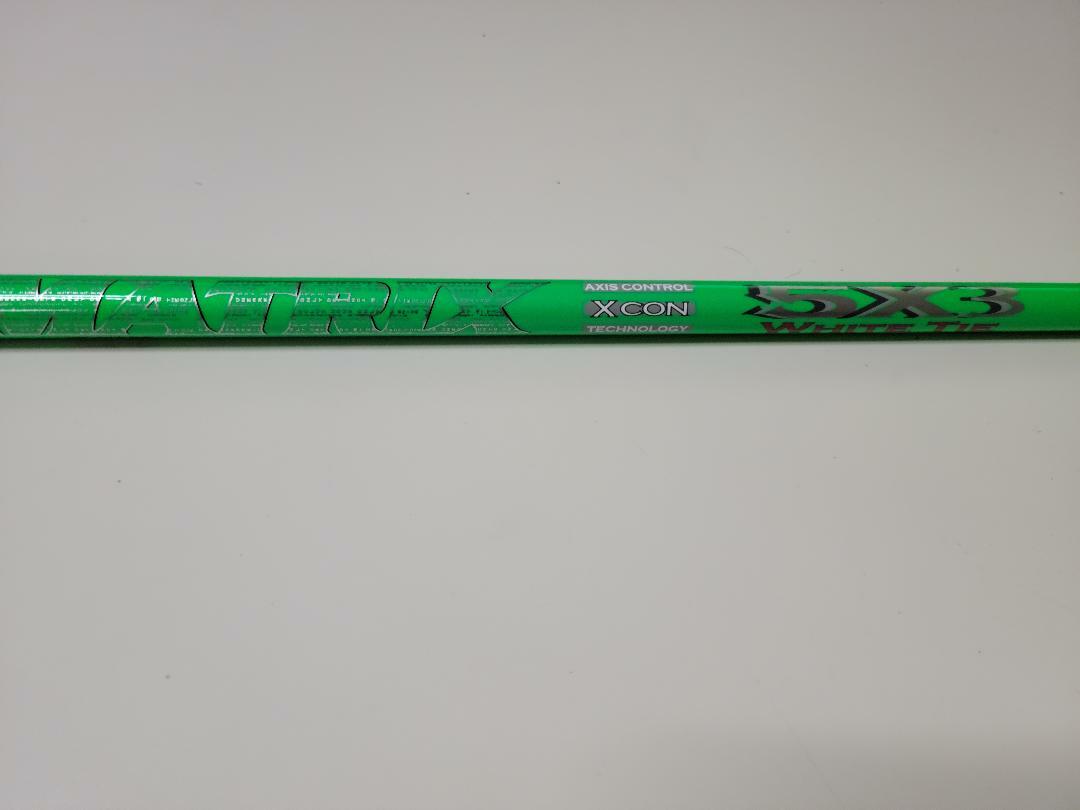 MATRIX
AXIS CONTROL
X CON
TECHNOLOGY
5X3
WHITE TIE